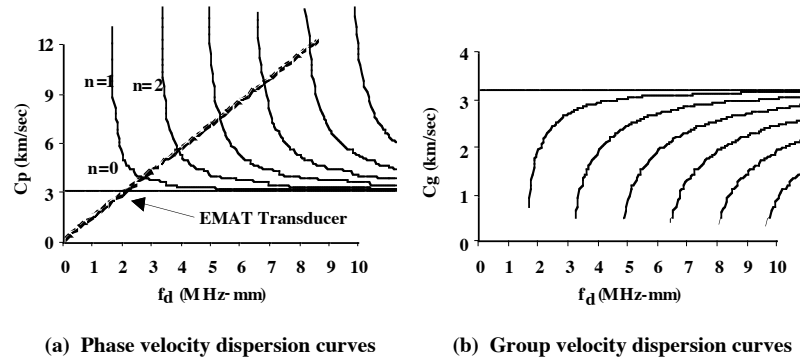 12
9
6
3
0
Cp (km/sec)
n=1
n=2
n=0
EMAT Transducer
0 1 2 3 4 5 6 7 8 9 10
fd (MHz-mm)
(a) Phase velocity dispersion curves
4
3
2
1
0
Cg (km/sec)
0 1 2 3 4 5 6 7 8 9 10
fd (MHz-mm)
(b) Group velocity dispersion curves